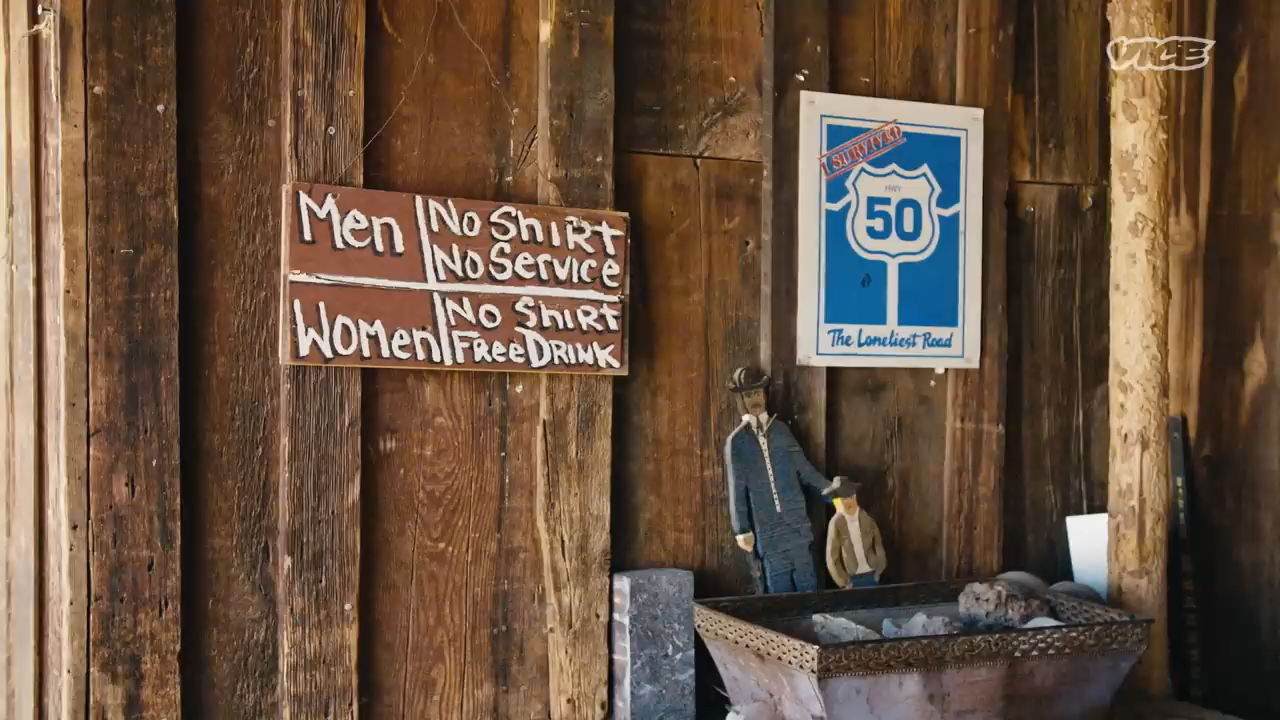 VICE
Men
No Shirt
No Service
Women
No Shirt
Free Drink
I SURVIVED
HWY
50
The Loneliest Road